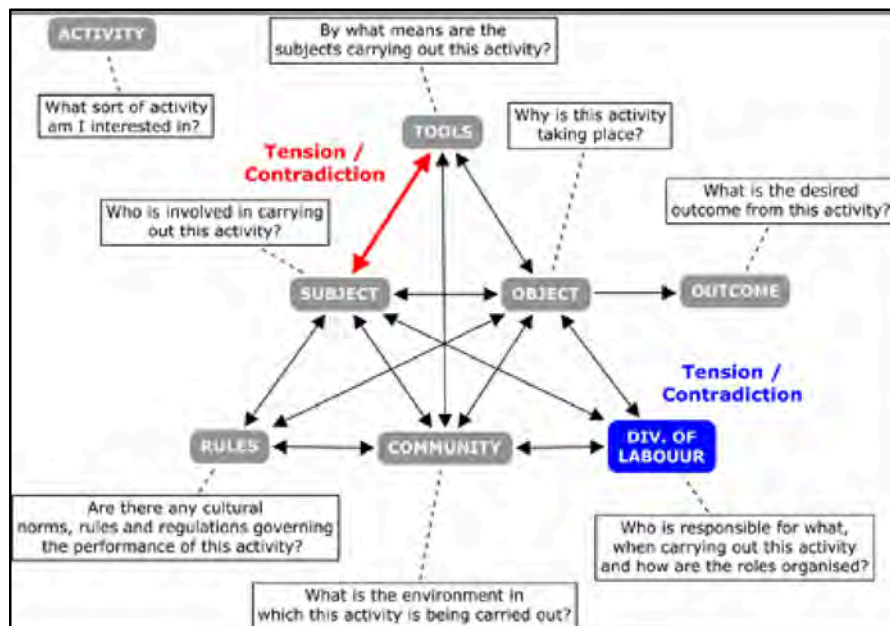 ACTIVITY
By what means are the
subjects carrying out this activity?
What sort of activity
am I interested in?
TOOLS
Why is this activity
taking place?
Tension /
Contradiction
What is the desired
outcome from this activity?
Who is involved in carrying
out this activity?
SUBJECT
OBJECT
OUTCOME
Tension /
Contradiction
RULES
COMMUNITY
DIV. OF
LABOUUR
Are there any cultural
norms, rules and regulations governing
the performance of this activity?
Who is responsible for what,
when carrying out this activity
and how are the roles organised?
What is the environment in
which this activity is being carried out?